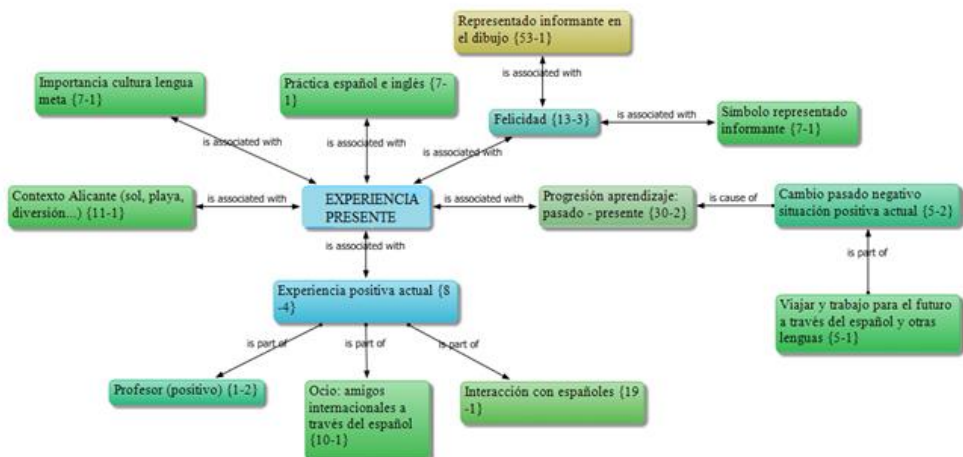 Representado informante en
el dibujo {53-1}
is associated with
Importancia cultura lengua
meta {7-1}
Práctica español e inglés {7-
1}
Felicidad {13-3}
is associated with
Símbolo representado
informante {7-1}
is associated with
is associated with
is associated with
Contexto Alicante (sol, playa,
diversión...) {11-1}
is associated with
EXPERIENCIA
PRESENTE
is associated with
Progresión aprendizaje:
pasado - presente {30-2}
is cause of
Cambio pasado negativo
situación positiva actual {5-2}
is associated with
is part of
Experiencia positiva actual {8
-4}
Viajar y trabajo para el futuro
a través del español y otras
lenguas {5-1}
is part of
is part of
is part of
Profesor (positivo) {1-2}
Ocio: amigos
internacionales a
través del español
{10-1}
Interacción con españoles {19
-1}